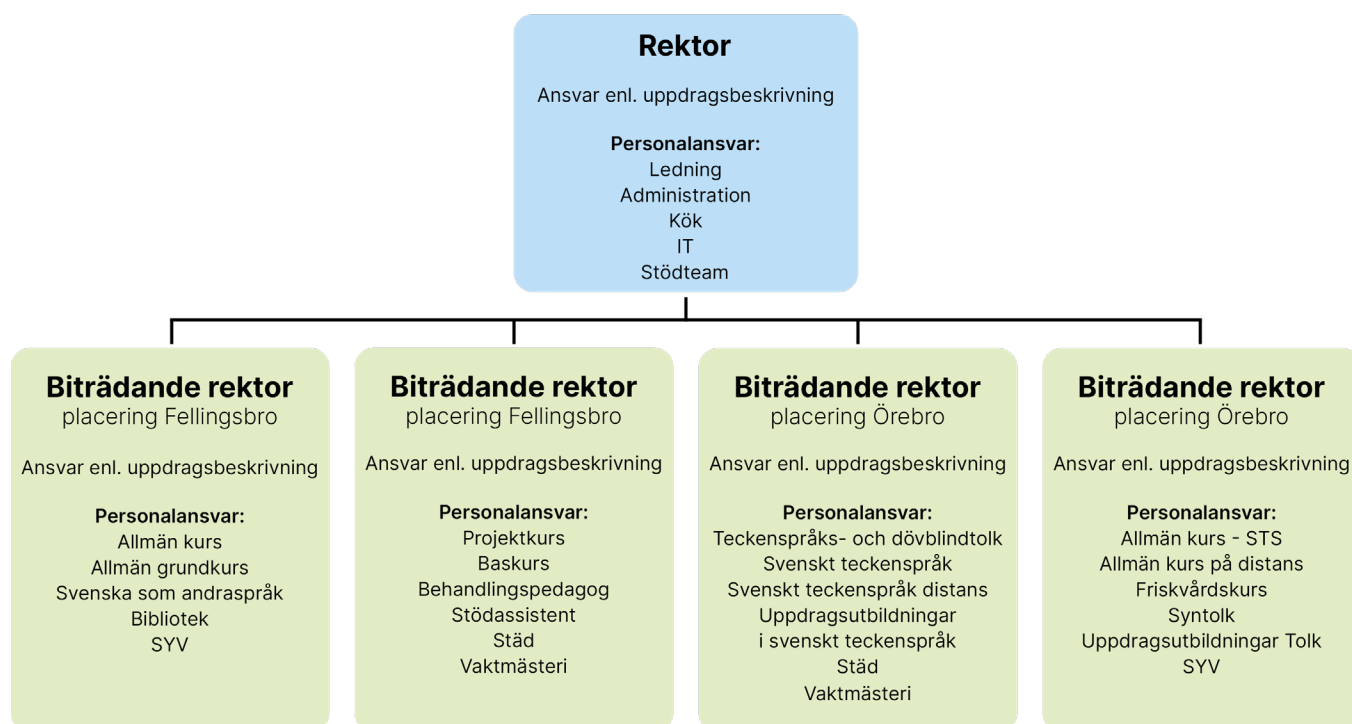 Rektor
Ansvar enl. uppdragsbeskrivning
Personalansvar:
Ledning
Administration
Kök
IT
Stödteam
Biträdande rektor
placering Fellingsbro
Ansvar enl. uppdragsbeskrivning
Personalansvar:
Allmän kurs
Allmän grundkurs
Svenska som andraspråk
Bibliotek
SYV
Biträdande rektor
placering Fellingsbro
Ansvar enl. uppdragsbeskrivning
Personalansvar:
Projektkurs
Baskurs
Behandlingspedagog
Stödassistent
Städ
Vaktmästeri
Biträdande rektor
placering Örebro
Ansvar enl. uppdragsbeskrivning
Personalansvar:
Teckenspråks- och dövblindtolk
Svenskt teckenspråk
Svenskt teckenspråk distans
Uppdragsutbildningar
i svenskt teckenspråk
Städ
Vaktmästeri
Biträdande rektor
placering Örebro
Ansvar enl. uppdragsbeskrivning
Personalansvar:
Allmän kurs - STS
Allmän kurs på distans
Friskvårdskurs
Syntolk
Uppdragsutbildningar Tolk
SYV